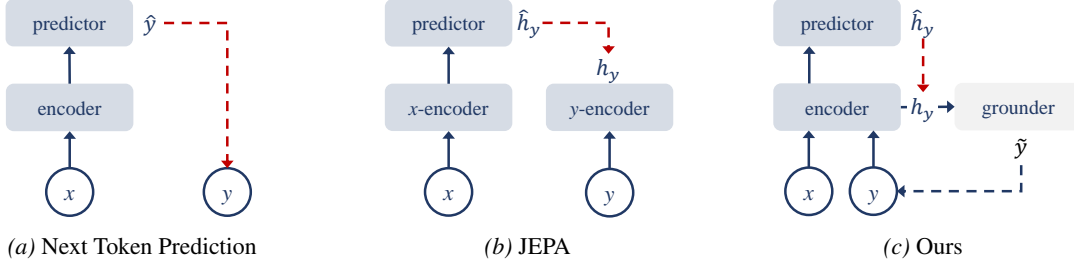 predictor ŷ
encoder
x y
(a) Next Token Prediction
predictor ĥ_y
h_y
x-encoder y-encoder
x y
(b) JEPA
predictor ĥ_y
encoder h_y grounder
ỹ
x y
(c) Ours